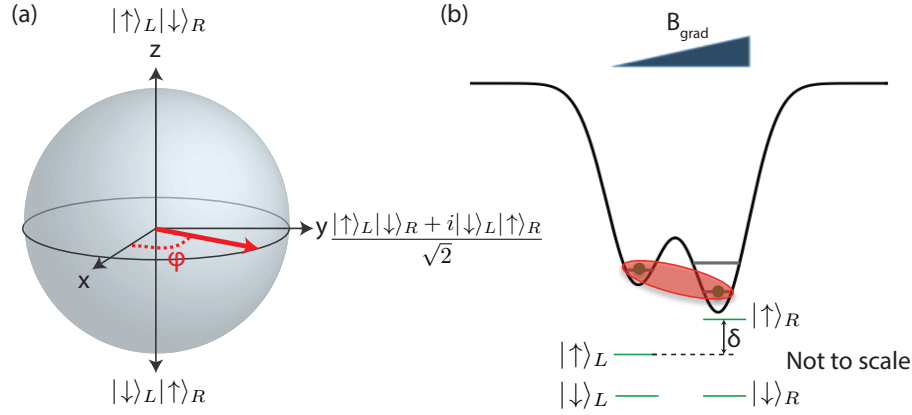 (a)
|↑⟩_L|↓⟩_R
z
y
(|↑⟩_L|↓⟩_R + i|↓⟩_L|↑⟩_R)/√2
φ
x
|↓⟩_L|↑⟩_R
(b)
B_grad
|↑⟩_R
δ
|↑⟩_L
Not to scale
|↓⟩_L
|↓⟩_R